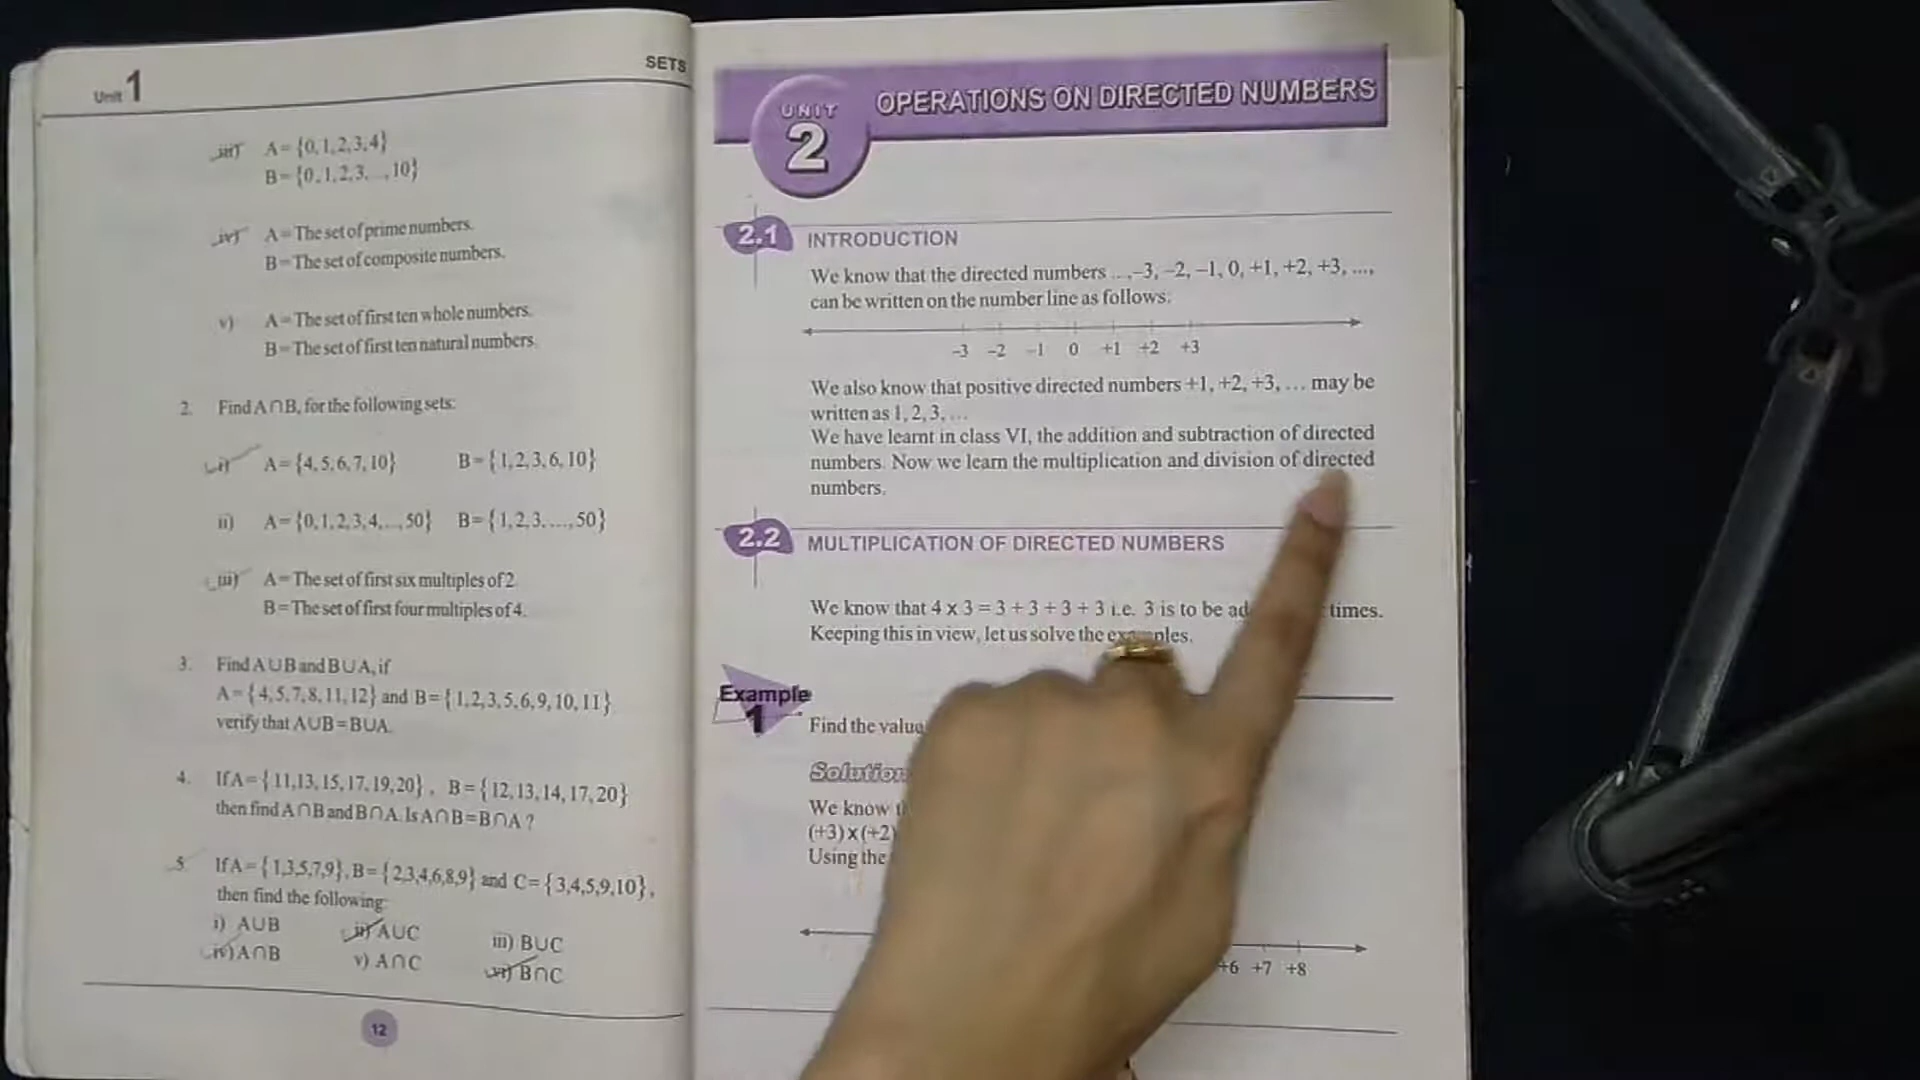 Unit 1
SETS
iii) A = {0, 1, 2, 3, 4}
B = {0, 1, 2, 3, ..., 10}
iv) A = The set of prime numbers.
B = The set of composite numbers.
v) A = The set of first ten whole numbers.
B = The set of first ten natural numbers.
2. Find A∩B, for the following sets:
i) A = {4, 5, 6, 7, 10} B = {1, 2, 3, 6, 10}
ii) A = {0, 1, 2, 3, 4, ..., 50} B = {1, 2, 3, ..., 50}
iii) A = The set of first six multiples of 2
B = The set of first four multiples of 4.
3. Find A∪B and B∪A, if
A = {4, 5, 7, 8, 11, 12} and B = {1, 2, 3, 5, 6, 9, 10, 11}
verify that A∪B = B∪A.
4. If A = {11, 13, 15, 17, 19, 20}, B = {12, 13, 14, 17, 20}
then find A∩B and B∩A. Is A∩B = B∩A ?
5. If A = {1,3,5,7,9}, B = {2,3,4,6,8,9} and C = {3,4,5,9,10},
then find the following:
i) A∪B ii) A∪C iii) B∪C
iv) A∩B v) A∩C vi) B∩C
12
UNIT 2
OPERATIONS ON DIRECTED NUMBERS
2.1 INTRODUCTION
We know that the directed numbers ...,–3, –2, –1, 0, +1, +2, +3, ...,
can be written on the number line as follows:
–3 –2 –1 0 +1 +2 +3
We also know that positive directed numbers +1, +2, +3, ... may be
written as 1, 2, 3, ...
We have learnt in class VI, the addition and subtraction of directed
numbers. Now we learn the multiplication and division of directed
numbers.
2.2 MULTIPLICATION OF DIRECTED NUMBERS
We know that 4 x 3 = 3 + 3 + 3 + 3 i.e. 3 is to be times.
Keeping this in view, let us solve the examples.
Example 1
Find the value
Solution
We know
(+3) x (+2)
Using the
+6 +7 +8